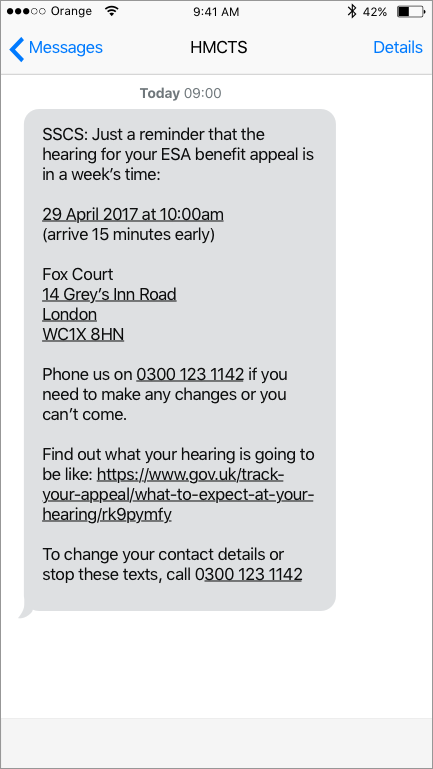 Orange 9:41 AM 42%
Messages HMCTS Details
Today 09:00
SSCS: Just a reminder that the
hearing for your ESA benefit appeal is
in a week’s time:
29 April 2017 at 10:00am
(arrive 15 minutes early)
Fox Court
14 Grey’s Inn Road
London
WC1X 8HN
Phone us on 0300 123 1142 if you
need to make any changes or you
can’t come.
Find out what your hearing is going to
be like: https://www.gov.uk/track-
your-appeal/what-to-expect-at-your-
hearing/rk9pymfy
To change your contact details or
stop these texts, call 0300 123 1142